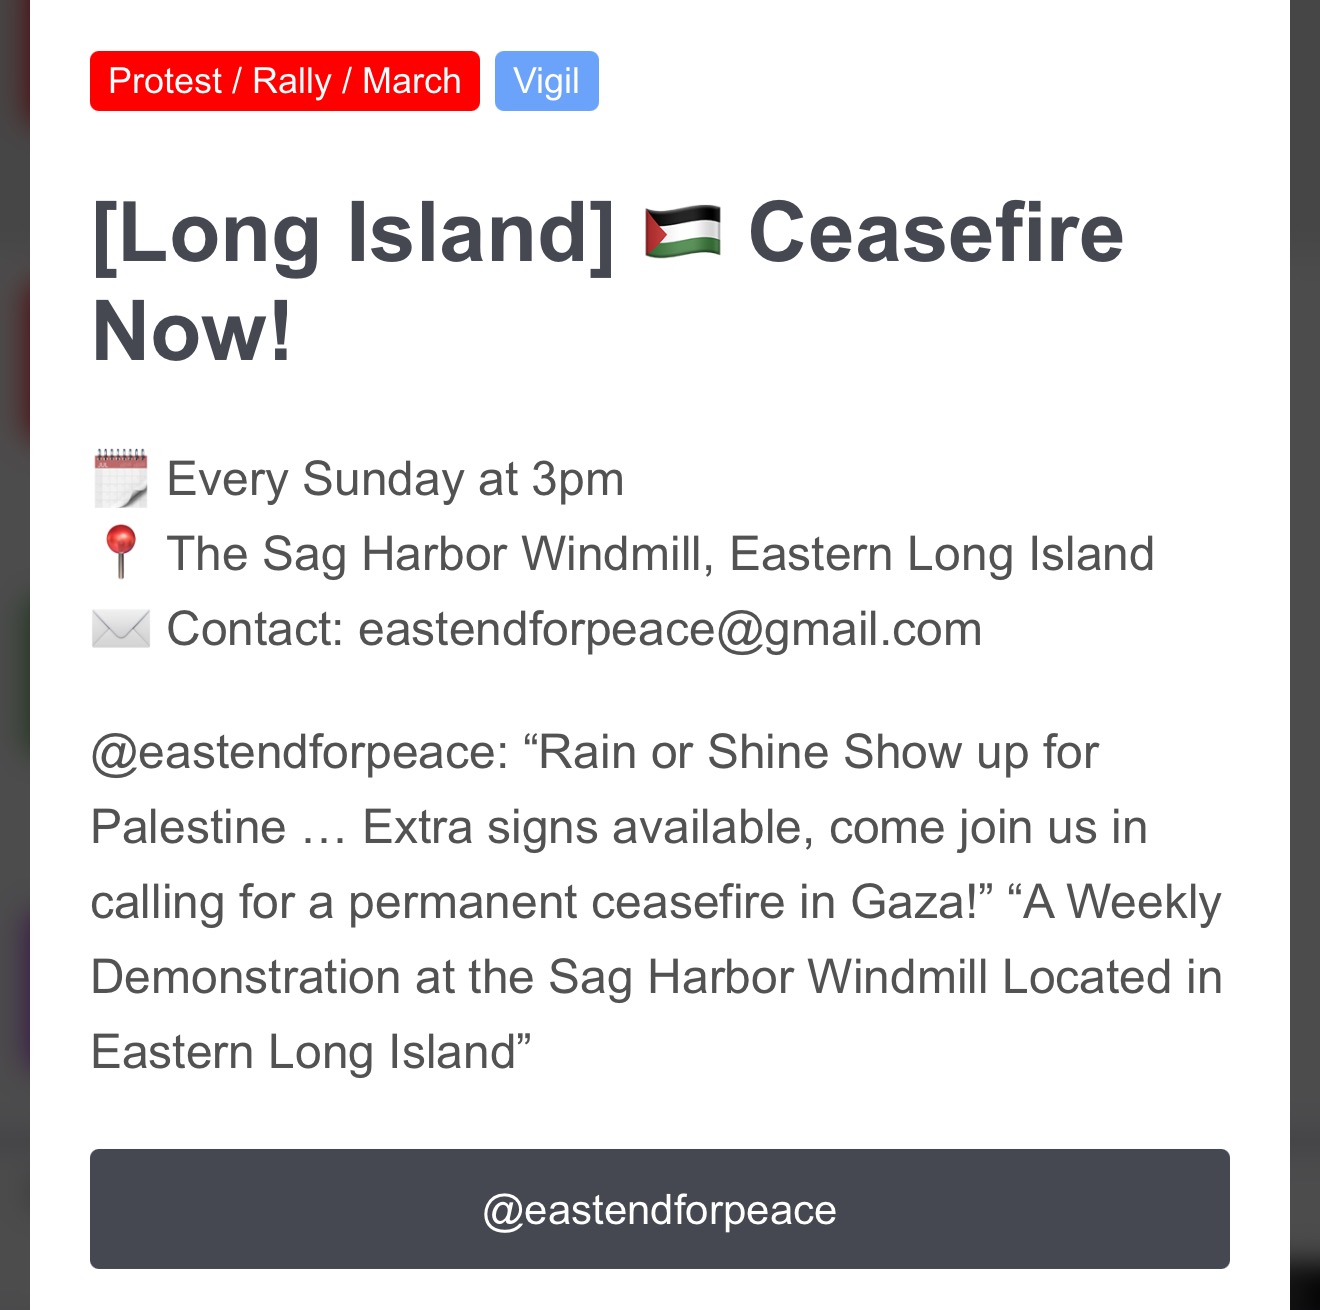 Protest / Rally / March Vigil
[Long Island] 🇵🇸 Ceasefire
Now!
🗓️ Every Sunday at 3pm
📍 The Sag Harbor Windmill, Eastern Long Island
✉️ Contact: eastendforpeace@gmail.com
@eastendforpeace: “Rain or Shine Show up for
Palestine … Extra signs available, come join us in
calling for a permanent ceasefire in Gaza!” “A Weekly
Demonstration at the Sag Harbor Windmill Located in
Eastern Long Island”
@eastendforpeace